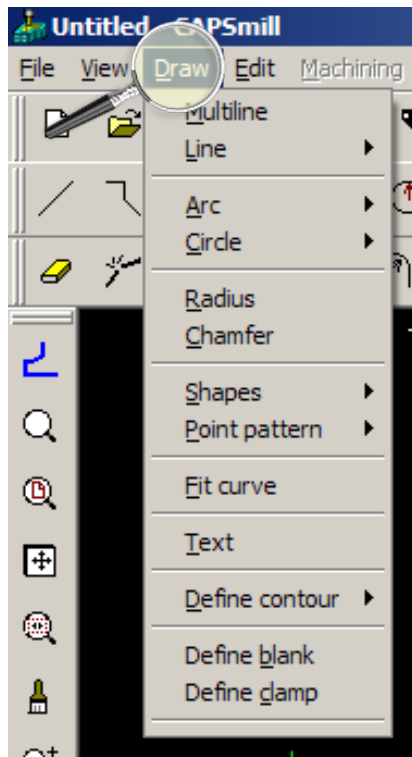 Untitled - CAPSmill
File View Draw Edit Machining
Multiline
Line
Arc
Circle
Radius
Chamfer
Shapes
Point pattern
Fit curve
Text
Define contour
Define blank
Define clamp